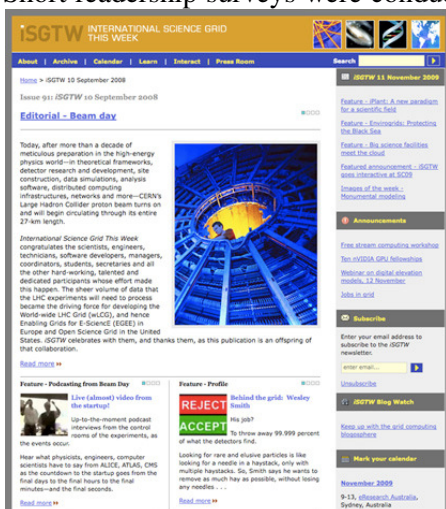 Short readership surveys were conduc
iSGTW INTERNATIONAL SCIENCE GRID
THIS WEEK
About | Archive | Calendar | Learn | Interact | Press Room
Search
Home > iSGTW 10 September 2008
Issue 91: iSGTW 10 September 2008
Editorial - Beam day
Today, after more than a decade of
meticulous preparation in the high-energy
physics world—in theoretical frameworks,
detector research and development, site
construction, data simulations, analysis
software, distributed computing
infrastructures, networks and more—CERN's
Large Hadron Collider proton beam turns on
and will begin circulating through its entire
27-km length.
International Science Grid This Week
congratulates the scientists, engineers,
technicians, software developers, managers,
coordinators, students, secretaries and all
the other hard-working, talented and
dedicated participants whose effort made
this happen. The sheer volume of data that
the LHC experiments will need to process
became the driving force for developing the
World-wide LHC Grid (wLCG), and hence
Enabling Grids for E-sciencE (EGEE) in
Europe and Open Science Grid in the United
States. iSGTW celebrates with them, and thanks them, as this publication is an offspring of
that collaboration.
Read more
Feature - Podcasting from Beam Day
Live (almost) video from
the startup!
Up-to-the-moment podcast
interviews from the control
rooms of the experiments, as
the events occur.
Hear what physicists, engineers, computer
scientists have to say from ALICE, ATLAS, CMS
as the countdown to the startup goes from the
final days to the final hours to the final
minutes—and the final seconds.
Read more
Feature - Profile
REJECT
ACCEPT
Behind the grid: Wesley
Smith
His job?
To throw away 99.999 percent
of what the detectors find.
Looking for rare and elusive particles is like
looking for a needle in a haystack, only with
multiple haystacks. So, Smith says he wants to
remove as much hay as possible, without losing
any needles . . .
Read more
iSGTW 11 November 2009
Feature - iPlant: A new paradigm
for a scientific field
Feature - Envirogrids: Protecting
the Black Sea
Feature - Big science facilities
meet the cloud
Featured announcement - iSGTW
goes interactive at SC09
Images of the week -
Monumental modeling
Announcements
Free stream computing workshop
Ten nVIDIA GPU fellowships
Webinar on digital elevation
models, 12 November
Jobs in grid
Subscribe
Enter your email address to
subscribe to the iSGTW
newsletter.
enter email...
Unsubscribe
iSGTW Blog Watch
Keep up with the grid computing
blogosphere
Mark your calendar
November 2009
9-13, eResearch Australia,
Sydney, Australia